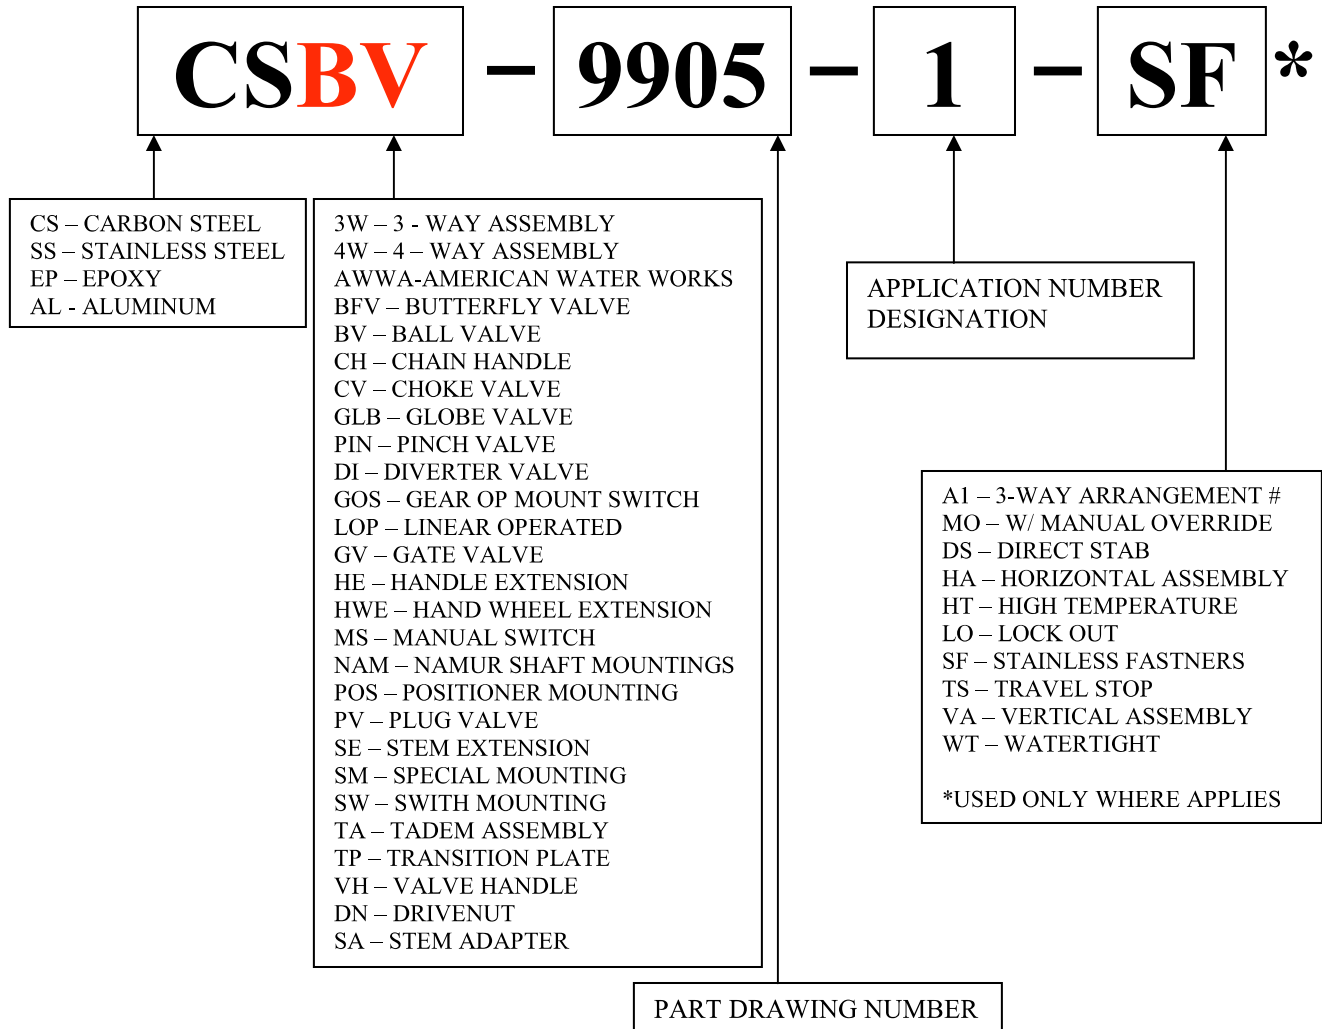 CSBV – 9905 – 1 – SF *
CS – CARBON STEEL
SS – STAINLESS STEEL
EP – EPOXY
AL - ALUMINUM
3W – 3 - WAY ASSEMBLY
4W – 4 – WAY ASSEMBLY
AWWA-AMERICAN WATER WORKS
BFV – BUTTERFLY VALVE
BV – BALL VALVE
CH – CHAIN HANDLE
CV – CHOKE VALVE
GLB – GLOBE VALVE
PIN – PINCH VALVE
DI – DIVERTER VALVE
GOS – GEAR OP MOUNT SWITCH
LOP – LINEAR OPERATED
GV – GATE VALVE
HE – HANDLE EXTENSION
HWE – HAND WHEEL EXTENSION
MS – MANUAL SWITCH
NAM – NAMUR SHAFT MOUNTINGS
POS – POSITIONER MOUNTING
PV – PLUG VALVE
SE – STEM EXTENSION
SM – SPECIAL MOUNTING
SW – SWITH MOUNTING
TA – TADEM ASSEMBLY
TP – TRANSITION PLATE
VH – VALVE HANDLE
DN – DRIVENUT
SA – STEM ADAPTER
PART DRAWING NUMBER
APPLICATION NUMBER
DESIGNATION
A1 – 3-WAY ARRANGEMENT #
MO – W/ MANUAL OVERRIDE
DS – DIRECT STAB
HA – HORIZONTAL ASSEMBLY
HT – HIGH TEMPERATURE
LO – LOCK OUT
SF – STAINLESS FASTNERS
TS – TRAVEL STOP
VA – VERTICAL ASSEMBLY
WT – WATERTIGHT
*USED ONLY WHERE APPLIES